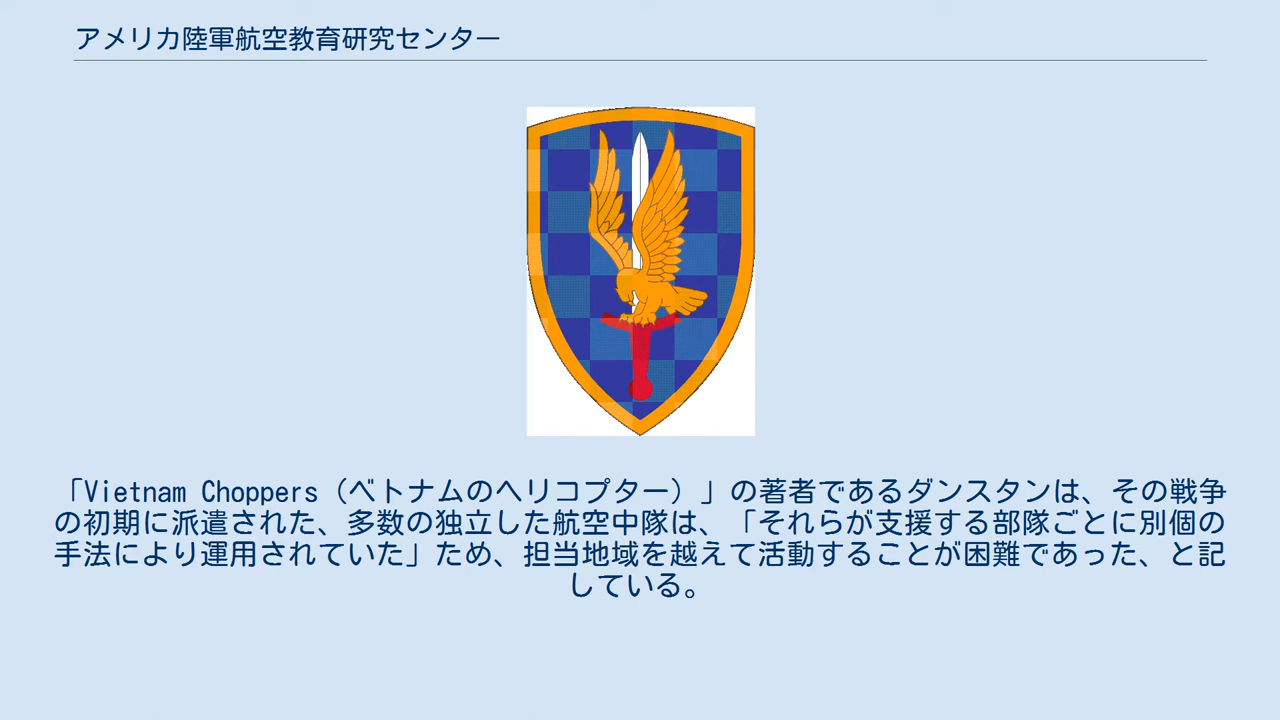 アメリカ陸軍航空教育研究センター
「Vietnam Choppers（ベトナムのヘリコプター）」の著者であるダンスタンは、その戦争
の初期に派遣された、多数の独立した航空中隊は、「それらが支援する部隊ごとに別個の
手法により運用されていた」ため、担当地域を越えて活動することが困難であった、と記
している。